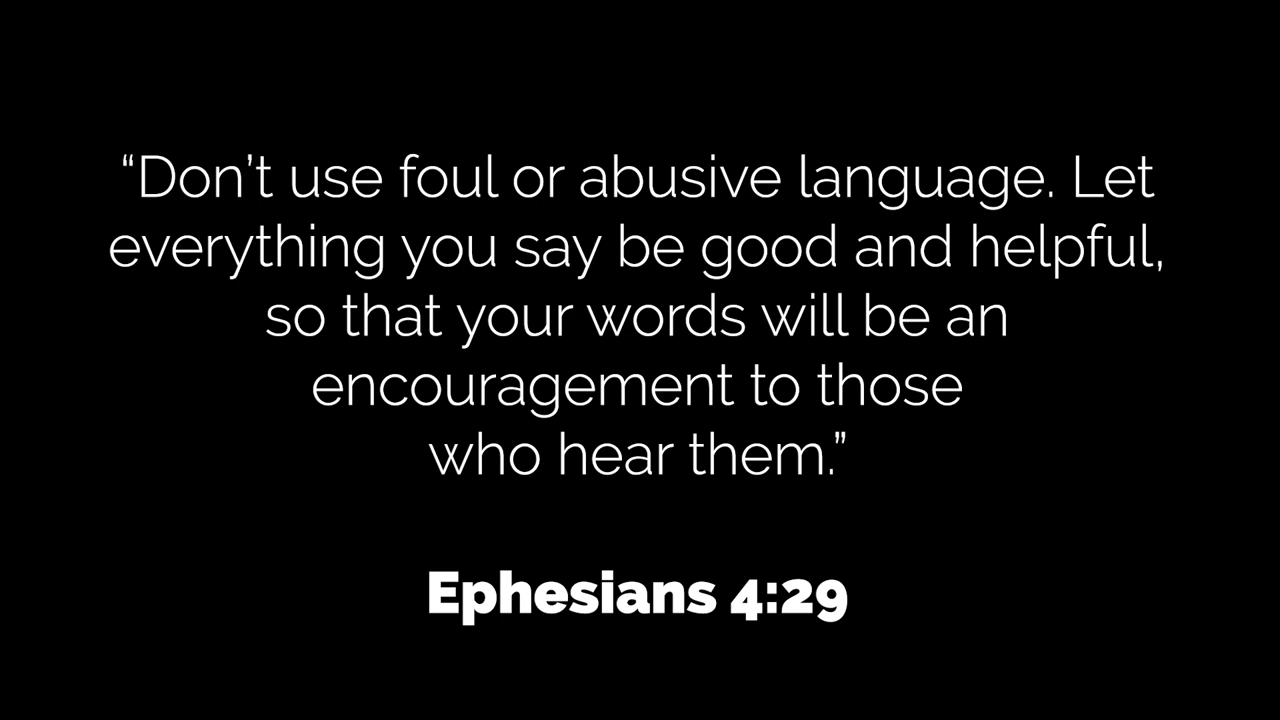 “Don’t use foul or abusive language. Let
everything you say be good and helpful,
so that your words will be an
encouragement to those
who hear them.”
Ephesians 4:29